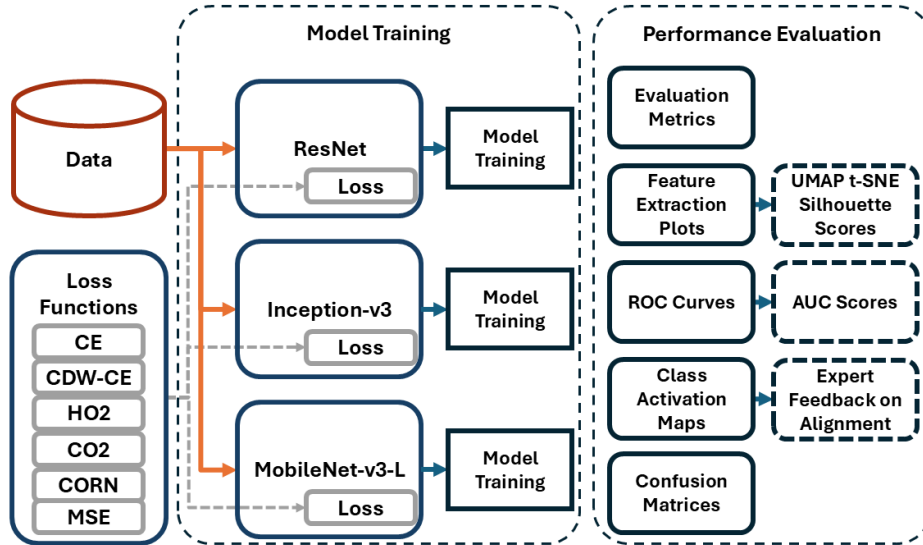 Data
Loss
Functions
CE
CDW-CE
HO2
CO2
CORN
MSE
Model Training
ResNet
Loss
Model
Training
Inception-v3
Loss
Model
Training
MobileNet-v3-L
Loss
Model
Training
Performance Evaluation
Evaluation
Metrics
Feature
Extraction
Plots
UMAP t-SNE
Silhouette
Scores
ROC Curves
AUC Scores
Class
Activation
Maps
Expert
Feedback on
Alignment
Confusion
Matrices